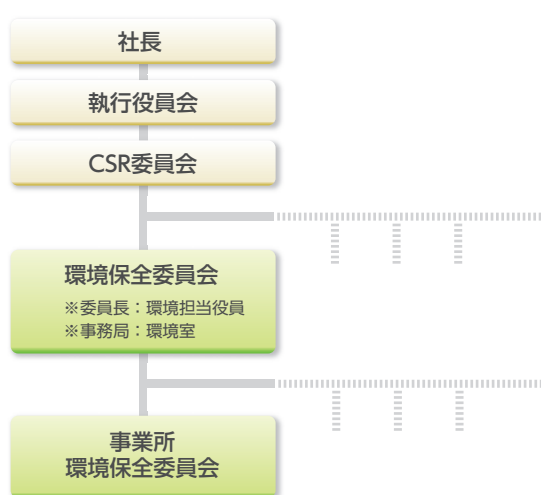 社長
執行役員会
CSR委員会
環境保全委員会
※委員長：環境担当役員
※事務局：環境室
事業所
環境保全委員会